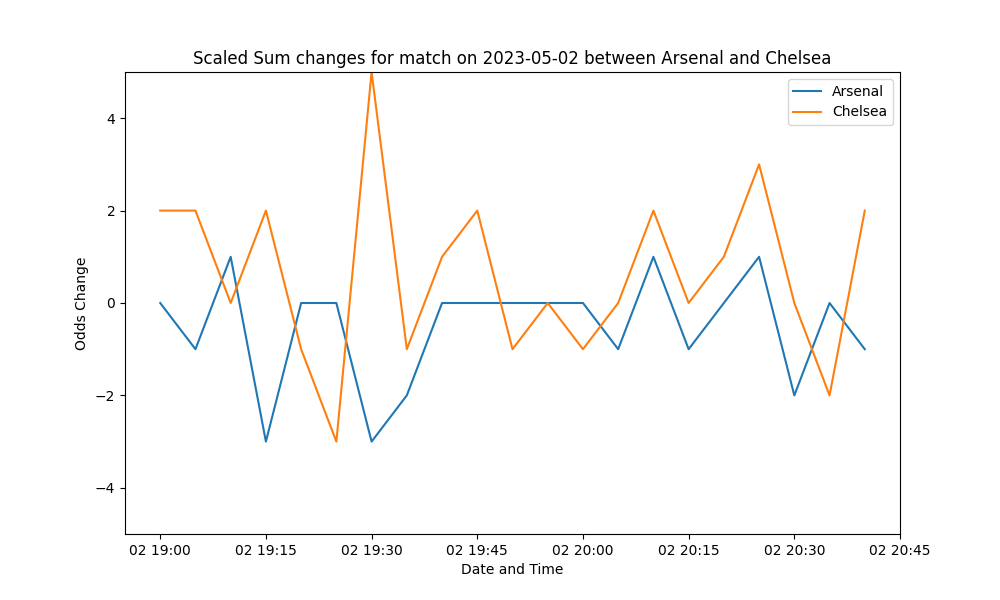 Scaled Sum changes for match on 2023-05-02 between Arsenal and Chelsea
Arsenal
Chelsea
4
2
0
−2
−4
Odds Change
02 19:00 02 19:15 02 19:30 02 19:45 02 20:00 02 20:15 02 20:30 02 20:45
Date and Time